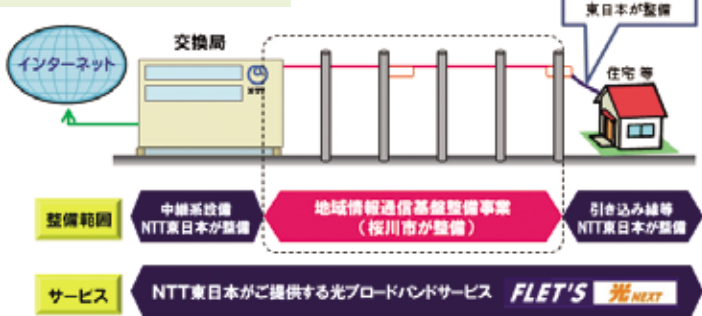 東日本が整備
交換局
インターネット
NTT
住宅 等
整備範囲
中継系設備
NTT東日本が整備
地域情報通信基盤整備事業
(桜川市が整備)
引き込み線等
NTT東日本が整備
サービス
NTT東日本がご提供する光ブロードバンドサービス FLET'S 光NEXT